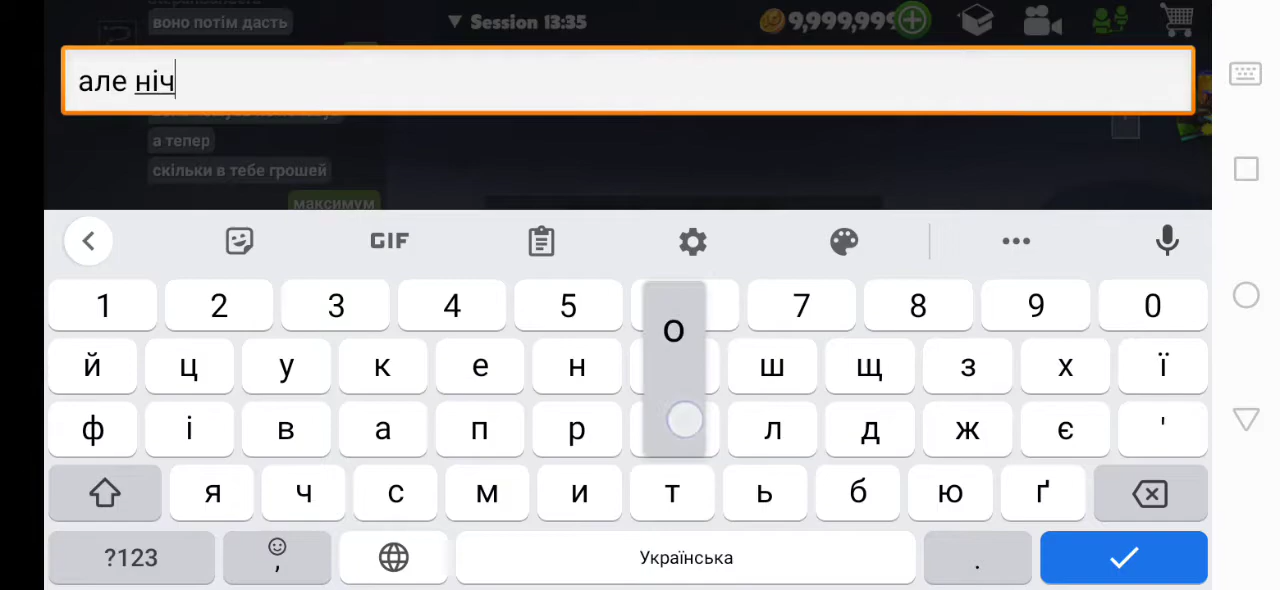 воно потім дасть
▼ Session 13:35
9,999,999
але ніч
а тепер
скільки в тебе грошей
максимум
GIF
1 2 3 4 5 7 8 9 0
о
й ц у к е н ш щ з х ї
ф і в а п р л д ж є '
я ч с м и т ь б ю ґ
?123 , Українська .